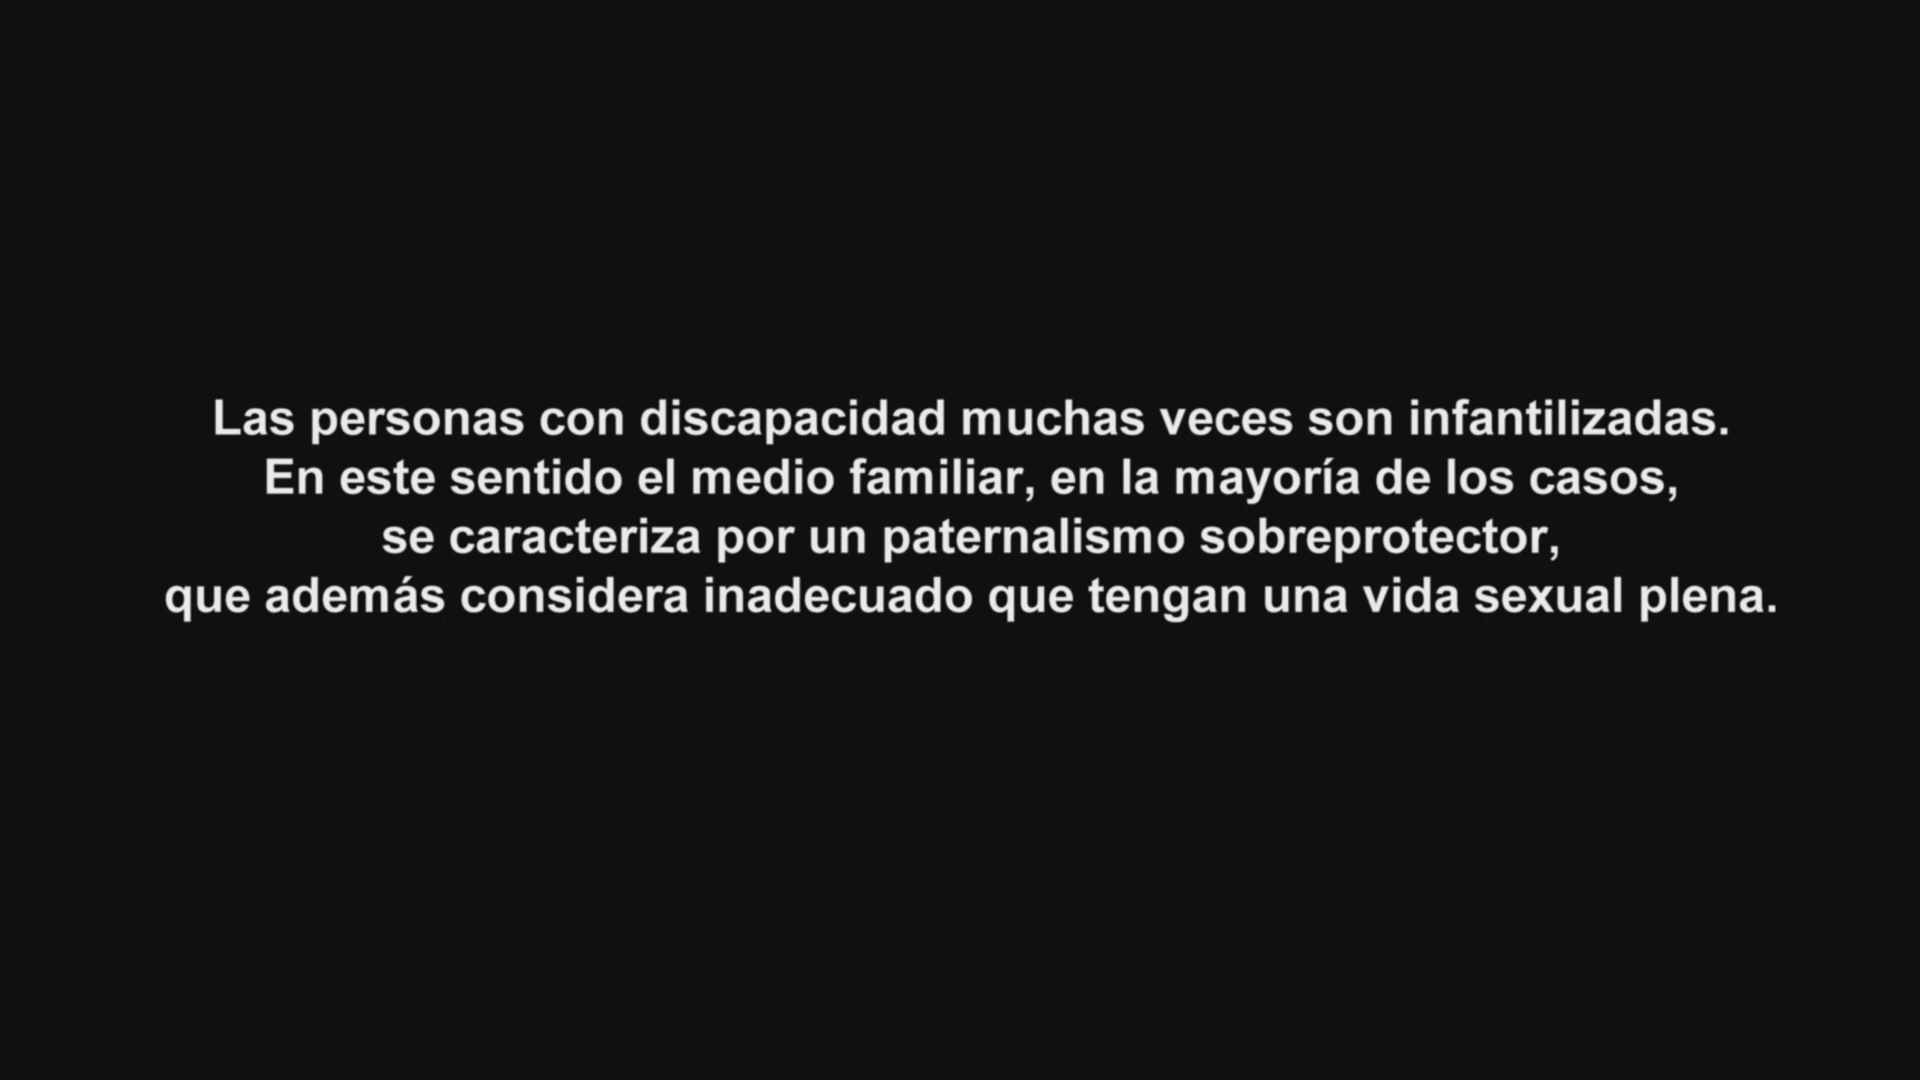 Las personas con discapacidad muchas veces son infantilizadas.
En este sentido el medio familiar, en la mayoría de los casos,
se caracteriza por un paternalismo sobreprotector,
que además considera inadecuado que tengan una vida sexual plena.